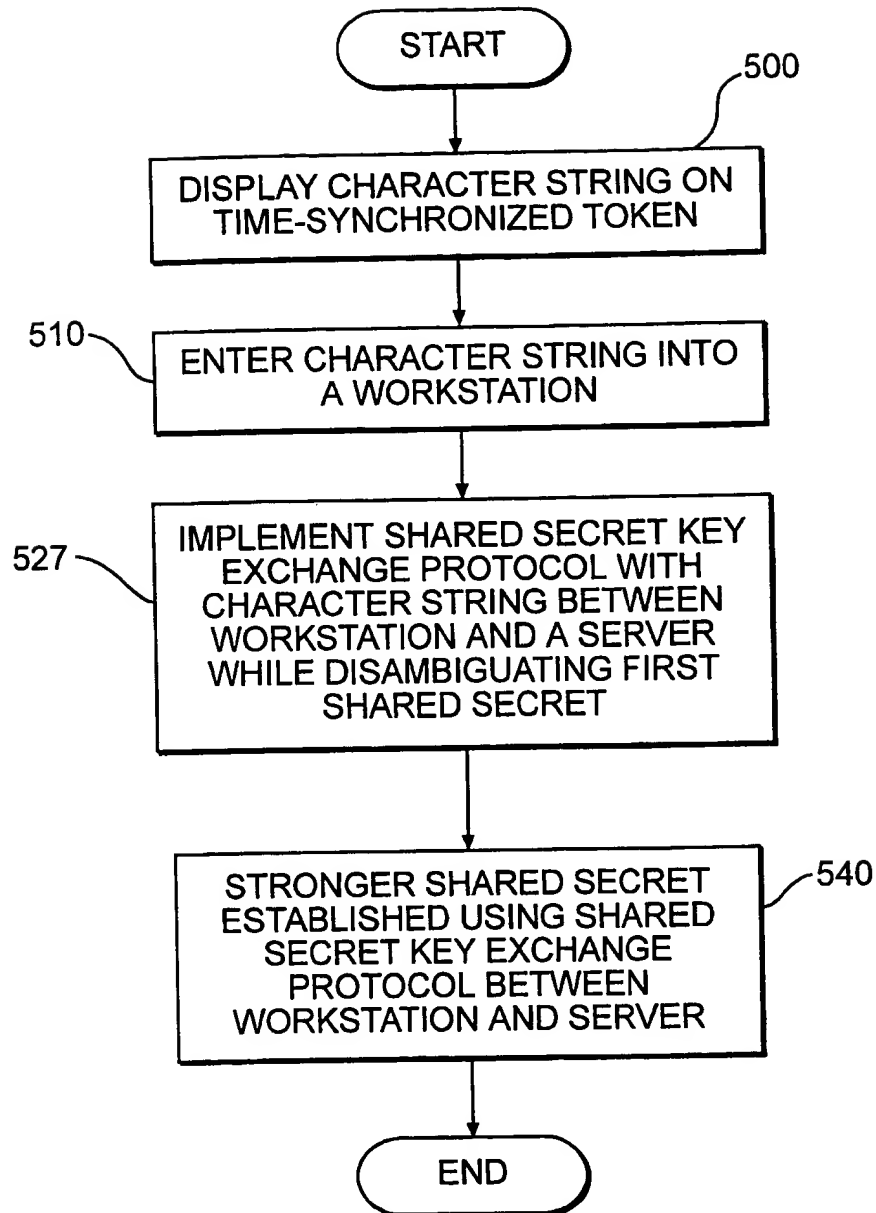 START
500
DISPLAY CHARACTER STRING ON
TIME-SYNCHRONIZED TOKEN
510
ENTER CHARACTER STRING INTO
A WORKSTATION
527
IMPLEMENT SHARED SECRET KEY
EXCHANGE PROTOCOL WITH
CHARACTER STRING BETWEEN
WORKSTATION AND A SERVER
WHILE DISAMBIGUATING FIRST
SHARED SECRET
540
STRONGER SHARED SECRET
ESTABLISHED USING SHARED
SECRET KEY EXCHANGE
PROTOCOL BETWEEN
WORKSTATION AND SERVER
END